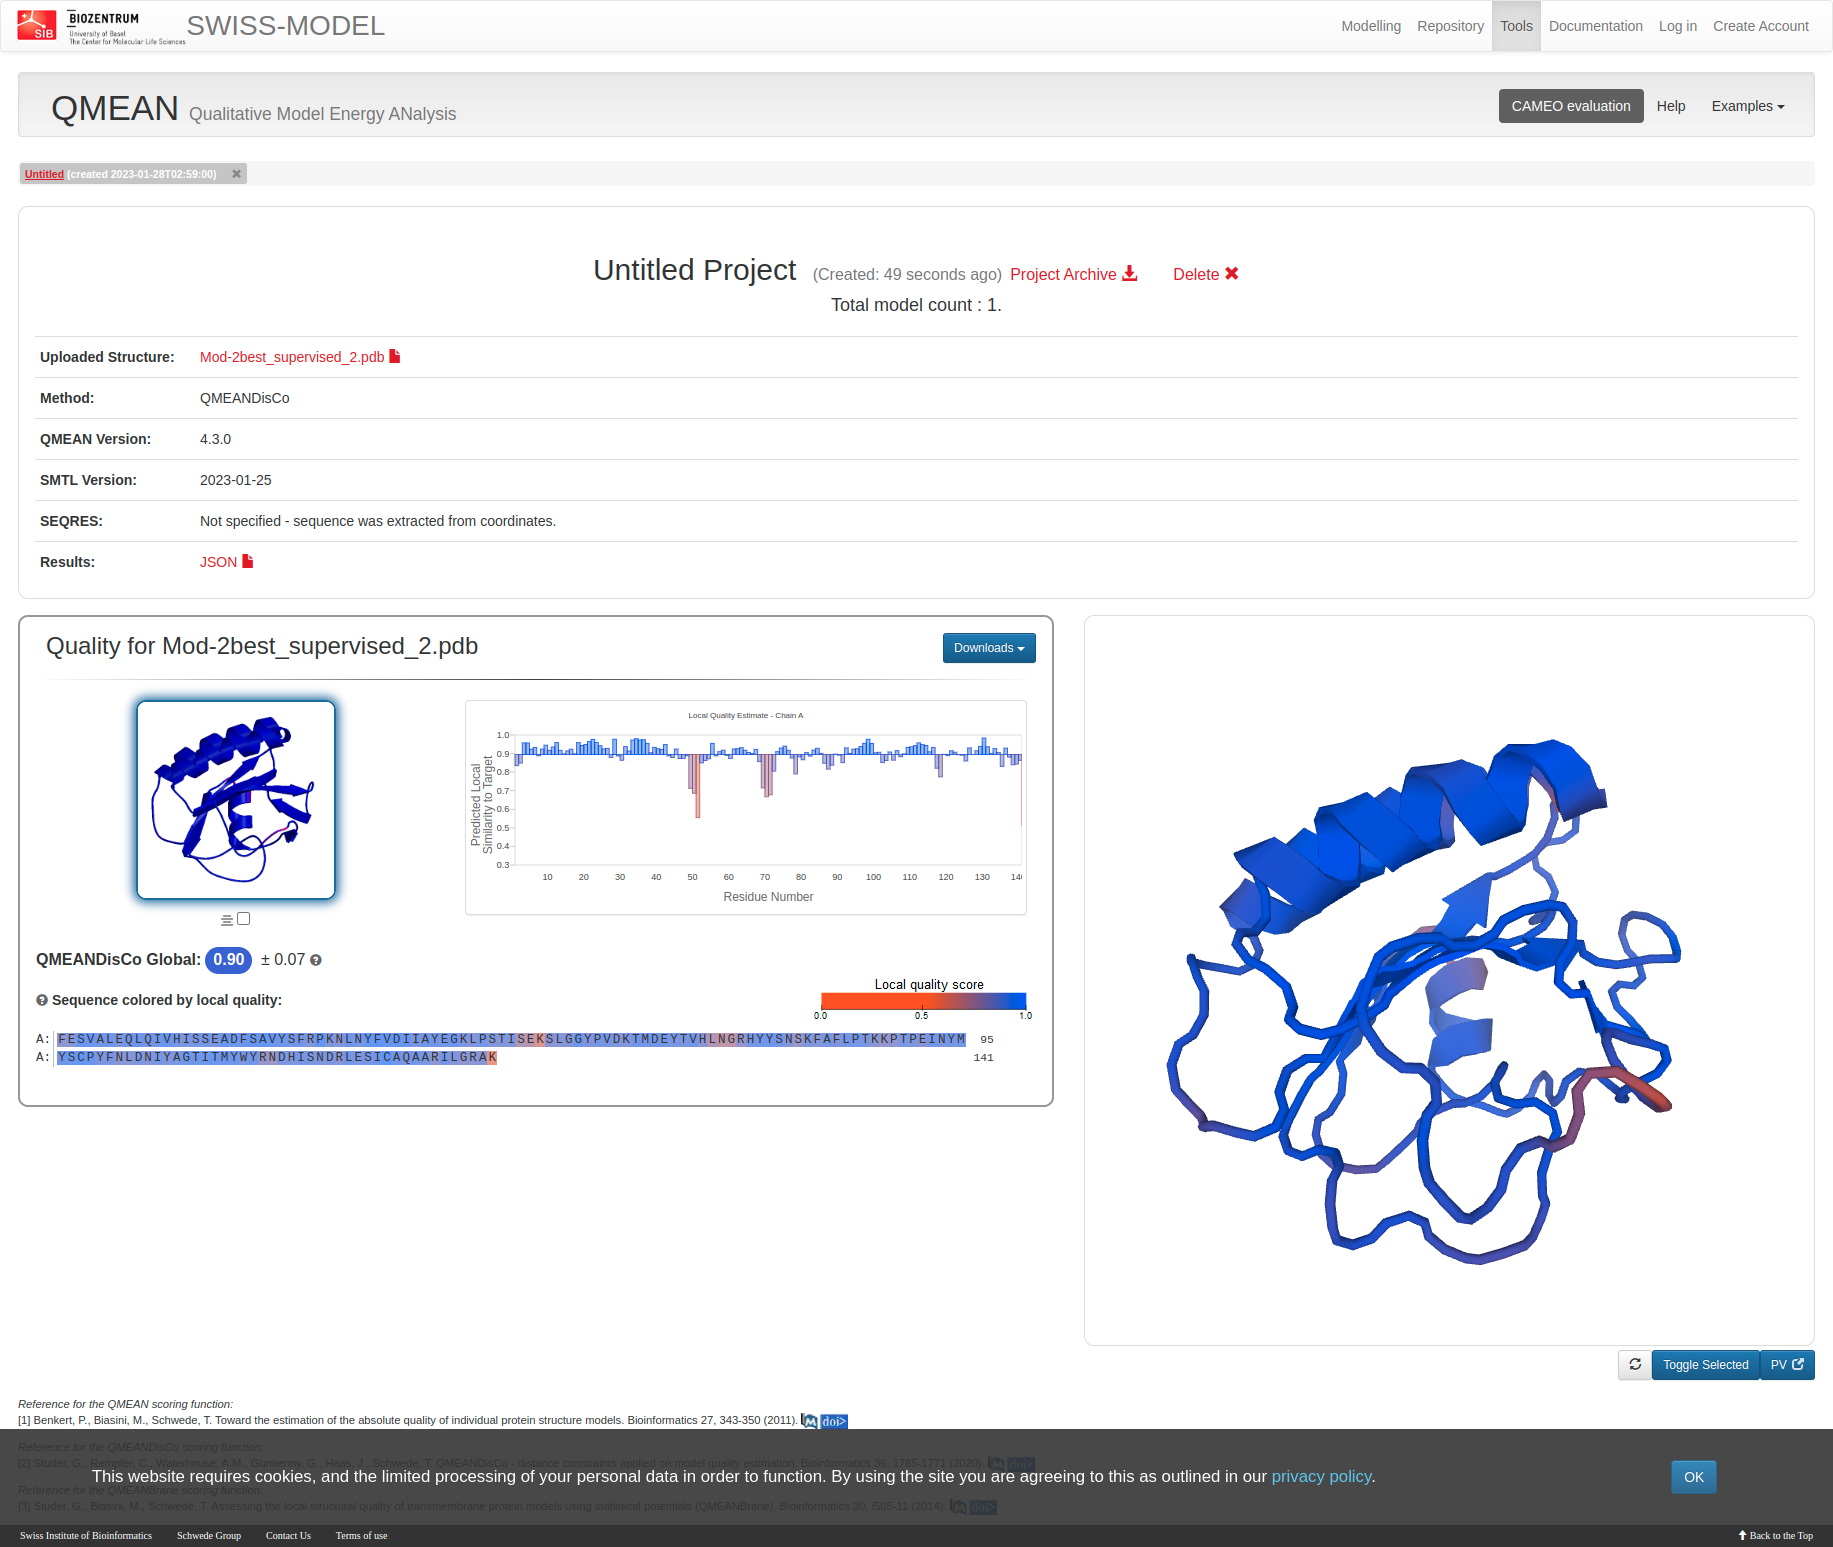 SIB
BIOZENTRUM
University of Basel
The Center for Molecular Life Sciences
SWISS-MODEL
Modelling Repository Tools Documentation Log in Create Account
QMEAN Qualitative Model Energy ANalysis
CAMEO evaluation Help Examples
Untitled (created 2023-01-28T02:59:00)
Untitled Project (Created: 49 seconds ago) Project Archive Delete
Total model count : 1.
Uploaded Structure: Mod-2best_supervised_2.pdb
Method: QMEANDisCo
QMEAN Version: 4.3.0
SMTL Version: 2023-01-25
SEQRES: Not specified - sequence was extracted from coordinates.
Results: JSON
Quality for Mod-2best_supervised_2.pdb
Downloads
Local Quality Estimate - Chain A
Predicted Local
Similarity to Target
1.0
0.9
0.8
0.7
0.6
0.5
0.4
0.3
10 20 30 40 50 60 70 80 90 100 110 120 130
Residue Number
QMEANDisCo Global: 0.90 ± 0.07
Sequence colored by local quality:
Local quality score
0.0 0.5 1.0
A: FESVALEQLQIVHISSEADFSAVYSFRPKNLNYFVDIIAYEGKLPSTISEKSLGGYPVDKTMDEYTVHLNGRHYYSNSKFAFLPTKKPTPEINYM 95
A: YSCPYFNLDNIYAGTITMYWYRNDHISNDRLESICAQAARILGRAK 141
Toggle Selected PV
Reference for the QMEAN scoring function:
[1] Benkert, P., Biasini, M., Schwede, T. Toward the estimation of the absolute quality of individual protein structure models. Bioinformatics 27, 343-350 (2011). M doi>
Reference for the QMEANDisCo scoring function:
[2] Studer, G., Rempfer, C., Waterhouse, A.M., Gumienny, G., Haas, J., Schwede, T. QMEANDisCo - distance constraints applied on model quality estimation. Bioinformatics 36, 1765-1771 (2020). M doi>
This website requires cookies, and the limited processing of your personal data in order to function. By using the site you are agreeing to this as outlined in our privacy policy. OK
Reference for the QMEANBrane scoring function:
[3] Studer, G., Biasini, M., Schwede, T. Assessing the local structural quality of transmembrane protein models using statistical potentials (QMEANBrane). Bioinformatics 30, i505-11 (2014). M doi>
Swiss Institute of Bioinformatics Schwede Group Contact Us Terms of use Back to the Top